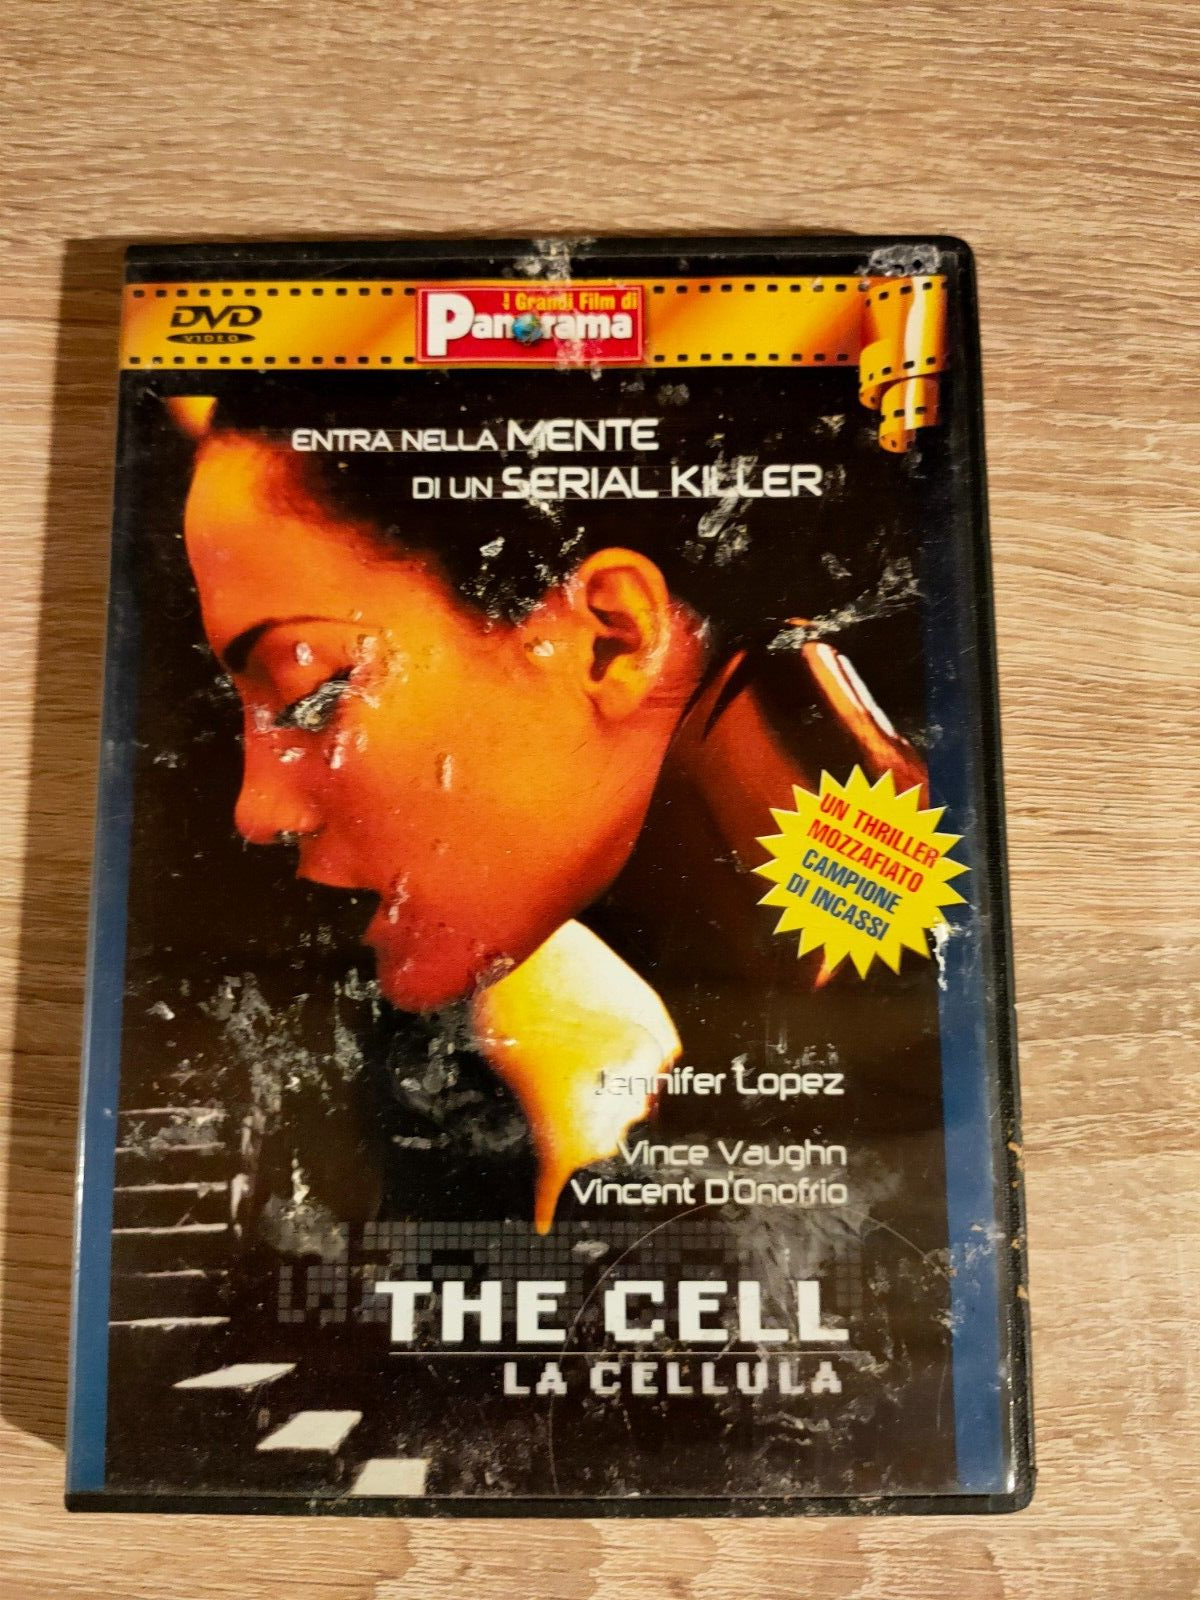 DVD
VIDEO
I Grandi Film di
Panorama
ENTRA NELLA MENTE
DI UN SERIAL KILLER
UN THRILLER
MOZZAFIATO
CAMPIONE
DI INCASSI
Jennifer Lopez
Vince Vaughn
Vincent D'Onofrio
THE CELL
LA CELLULA